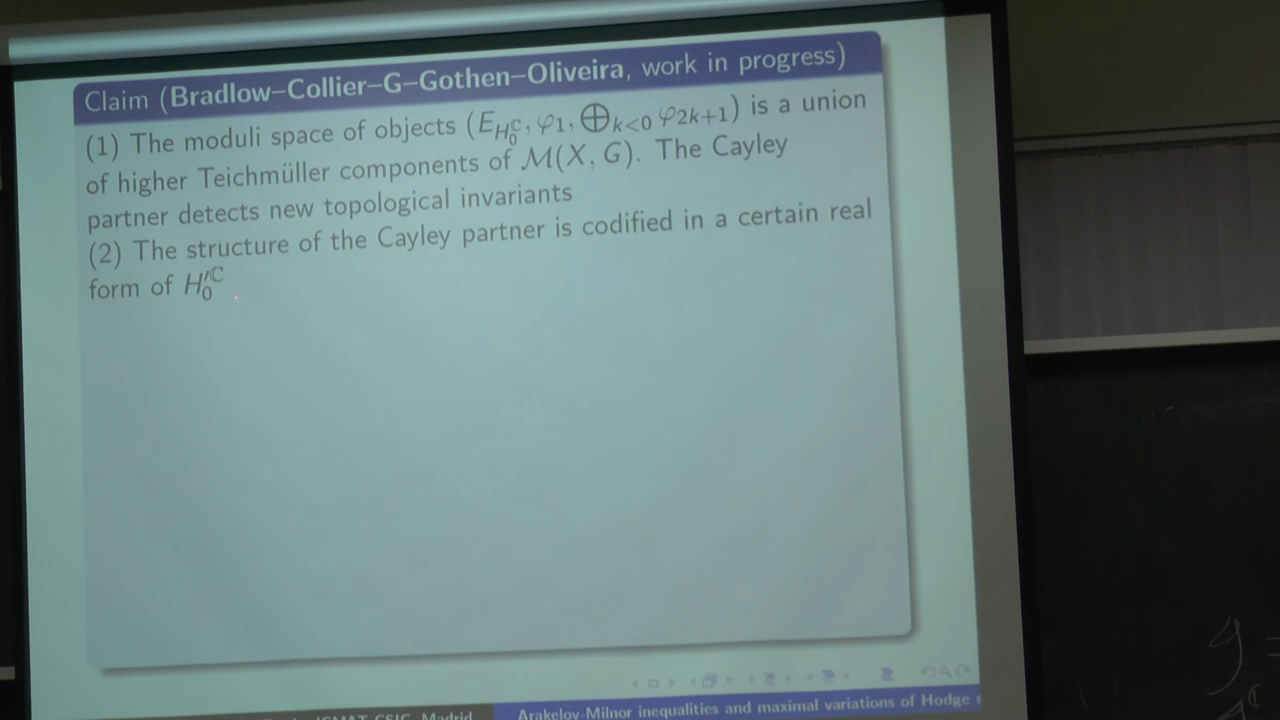 Claim (Bradlow–Collier–G–Gothen–Oliveira, work in progress)
(1) The moduli space of objects (E_{H_0^ℂ}, φ_1, ⊕_{k<0} φ_{2k+1}) is a union
of higher Teichmüller components of ℳ(X, G). The Cayley
partner detects new topological invariants
(2) The structure of the Cayley partner is codified in a certain real
form of H_0'^ℂ
ICMAT-CSIC, Madrid
Arakelov-Milnor inequalities and maximal variations of Hodge s